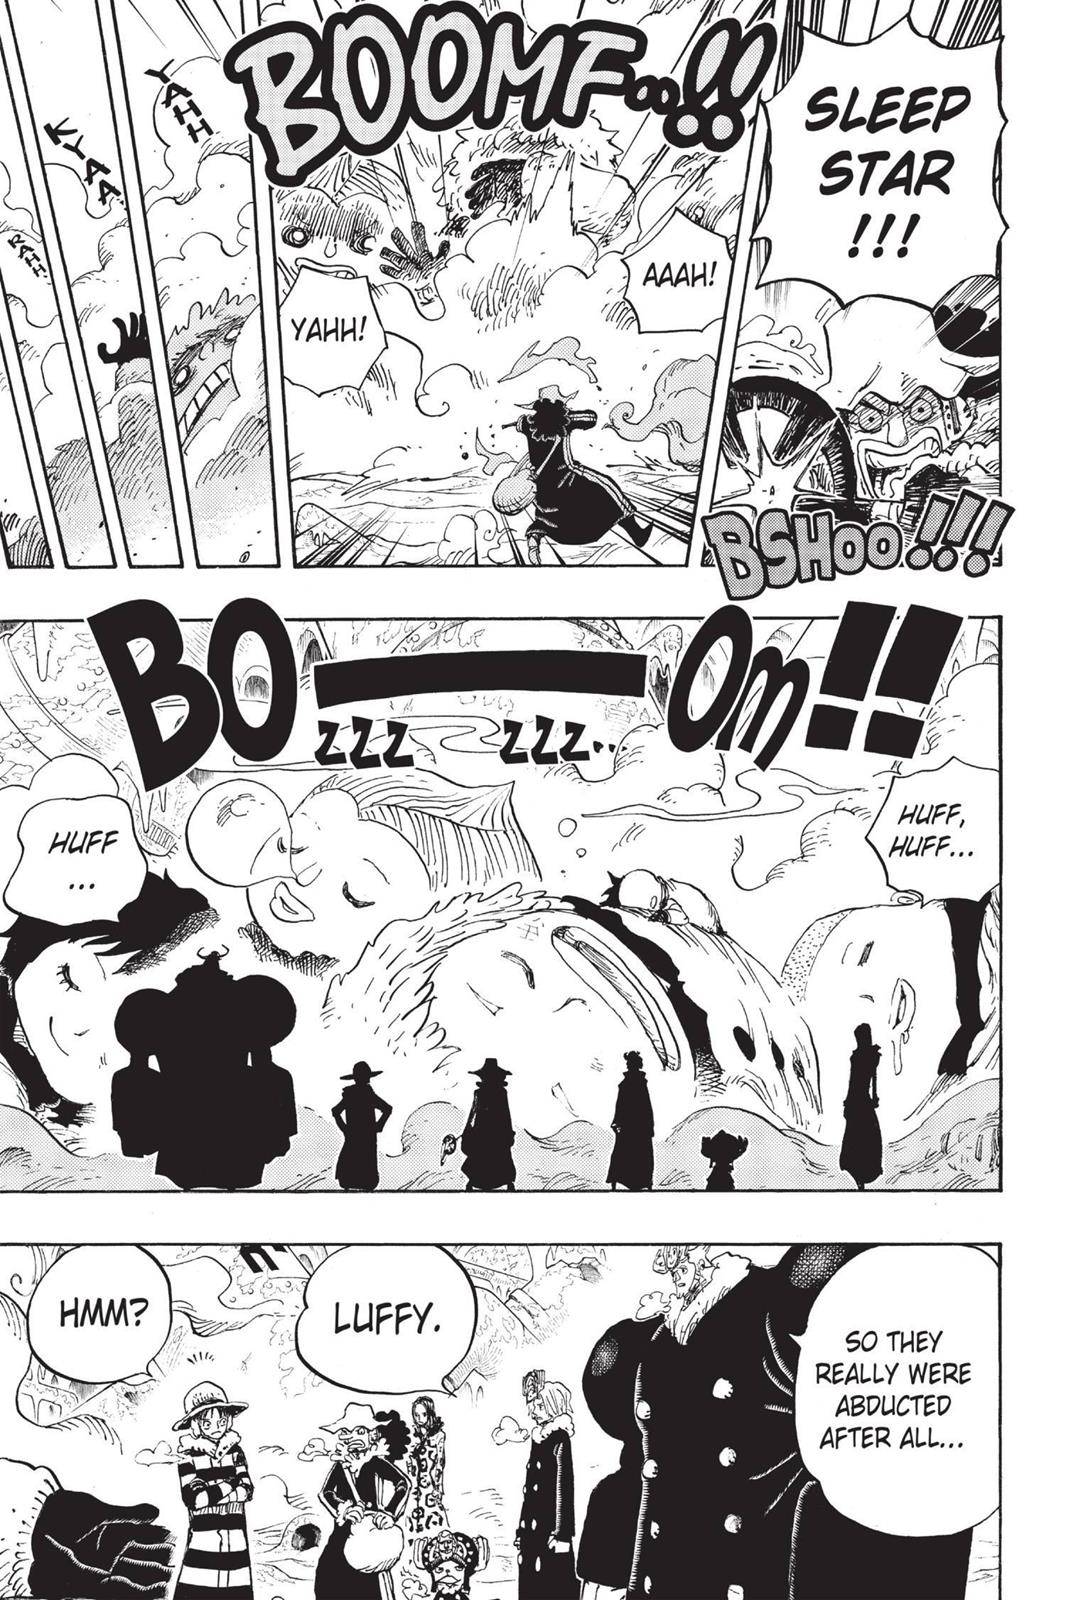 SLEEP
STAR
!!!
BSHOO!!!
BOOMF..!!
AAAH!
YAHH!
YAHH
KYAA
RAHH
BO—OM!!
ZZZ
ZZZ...
HUFF,
HUFF...
HUFF
...
SO THEY
REALLY WERE
ABDUCTED
AFTER ALL...
LUFFY.
HMM?